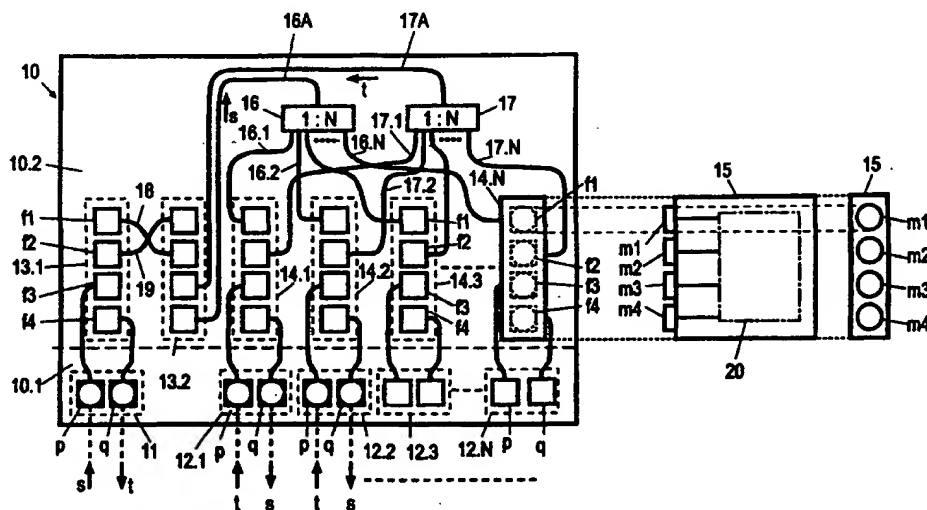 16A 17A
10 t
s 16 1 : N 17.1 1 : N 17
16.1 16.N 17.N
10.2 16.2 17.2 14.N 15 15
18 f1
f1 f1 m1 m1
f2 f2 f2 m2 m2
13.1 14.1 14.2 14.3 f3 m3 m3
f3 19 f3 f4 m4 m4
f4 f4
10.1 13.2 20
p q 11 12.1 p q p q 12.2 12.3 12.N p q
s t t s t s